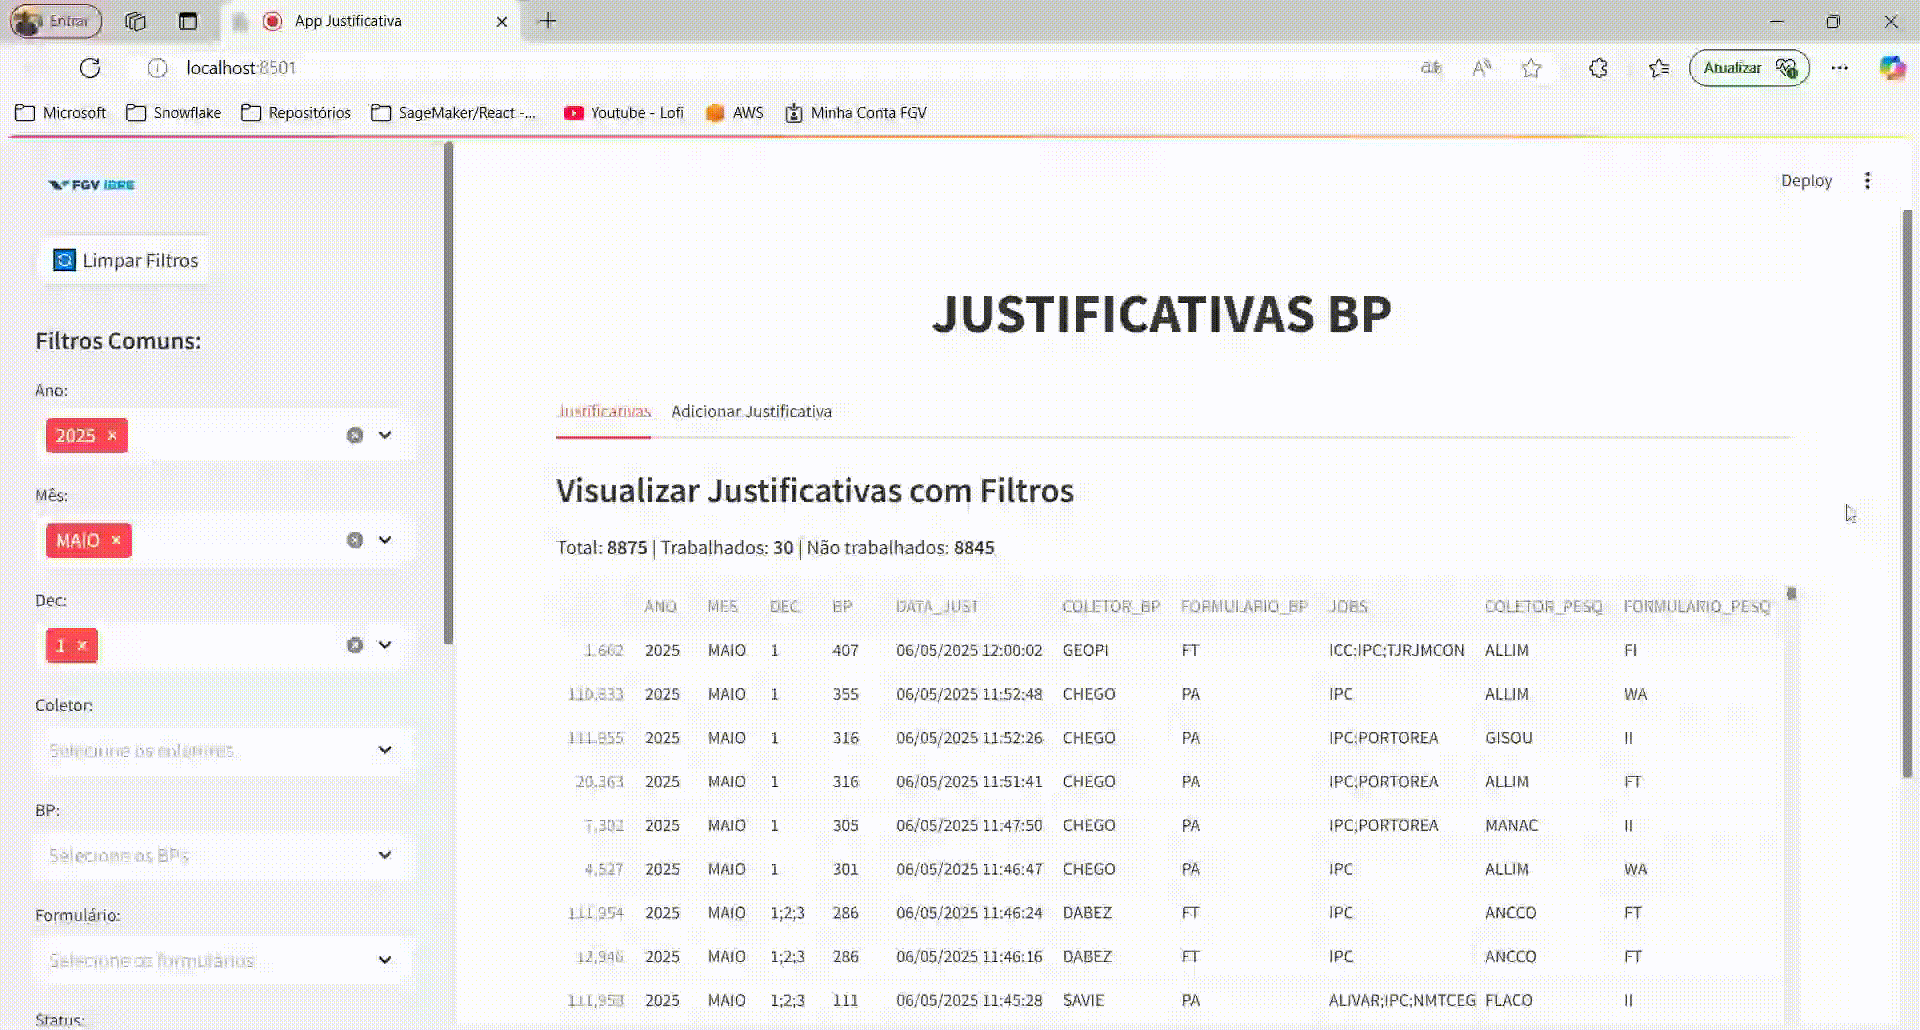 Entrar
App Justificativa
localhost:8501
Atualizar
Microsoft Snowflake Repositórios SageMaker/React -... Youtube - Lofi AWS Minha Conta FGV
FGV IBRE
Deploy
Limpar Filtros
JUSTIFICATIVAS BP
Filtros Comuns:
Ano:
Justificativas Adicionar Justificativa
2025
Visualizar Justificativas com Filtros
Mês:
MAIO
Total: 8875 | Trabalhados: 30 | Não trabalhados: 8845
Dec:
1
ANO MES DEC BP DATA_JUST COLETOR_BP FORMULARIO_BP JOBS COLETOR_PESQ FORMULARIO_PESQ
1,662 2025 MAIO 1 407 06/05/2025 12:00:02 GEOPI FT ICC;IPC;TJRJMCON ALLIM FI
110,833 2025 MAIO 1 355 06/05/2025 11:52:48 CHEGO PA IPC ALLIM WA
111,955 2025 MAIO 1 316 06/05/2025 11:52:26 CHEGO PA IPC;PORTOREA GISOU II
20,363 2025 MAIO 1 316 06/05/2025 11:51:41 CHEGO PA IPC;PORTOREA ALLIM FT
7,302 2025 MAIO 1 305 06/05/2025 11:47:50 CHEGO PA IPC;PORTOREA MANAC II
4,527 2025 MAIO 1 301 06/05/2025 11:46:47 CHEGO PA IPC ALLIM WA
111,954 2025 MAIO 1;2;3 286 06/05/2025 11:46:24 DABEZ FT IPC ANCCO FT
12,946 2025 MAIO 1;2;3 286 06/05/2025 11:46:16 DABEZ FT IPC ANCCO FT
111,953 2025 MAIO 1;2;3 111 06/05/2025 11:45:28 SAVIE PA ALIVAR;IPC;NMTCEG FLACO II
Coletor:
Selecione os coletores
BP:
Selecione os BPs
Formulário:
Selecione os formulários
Status: